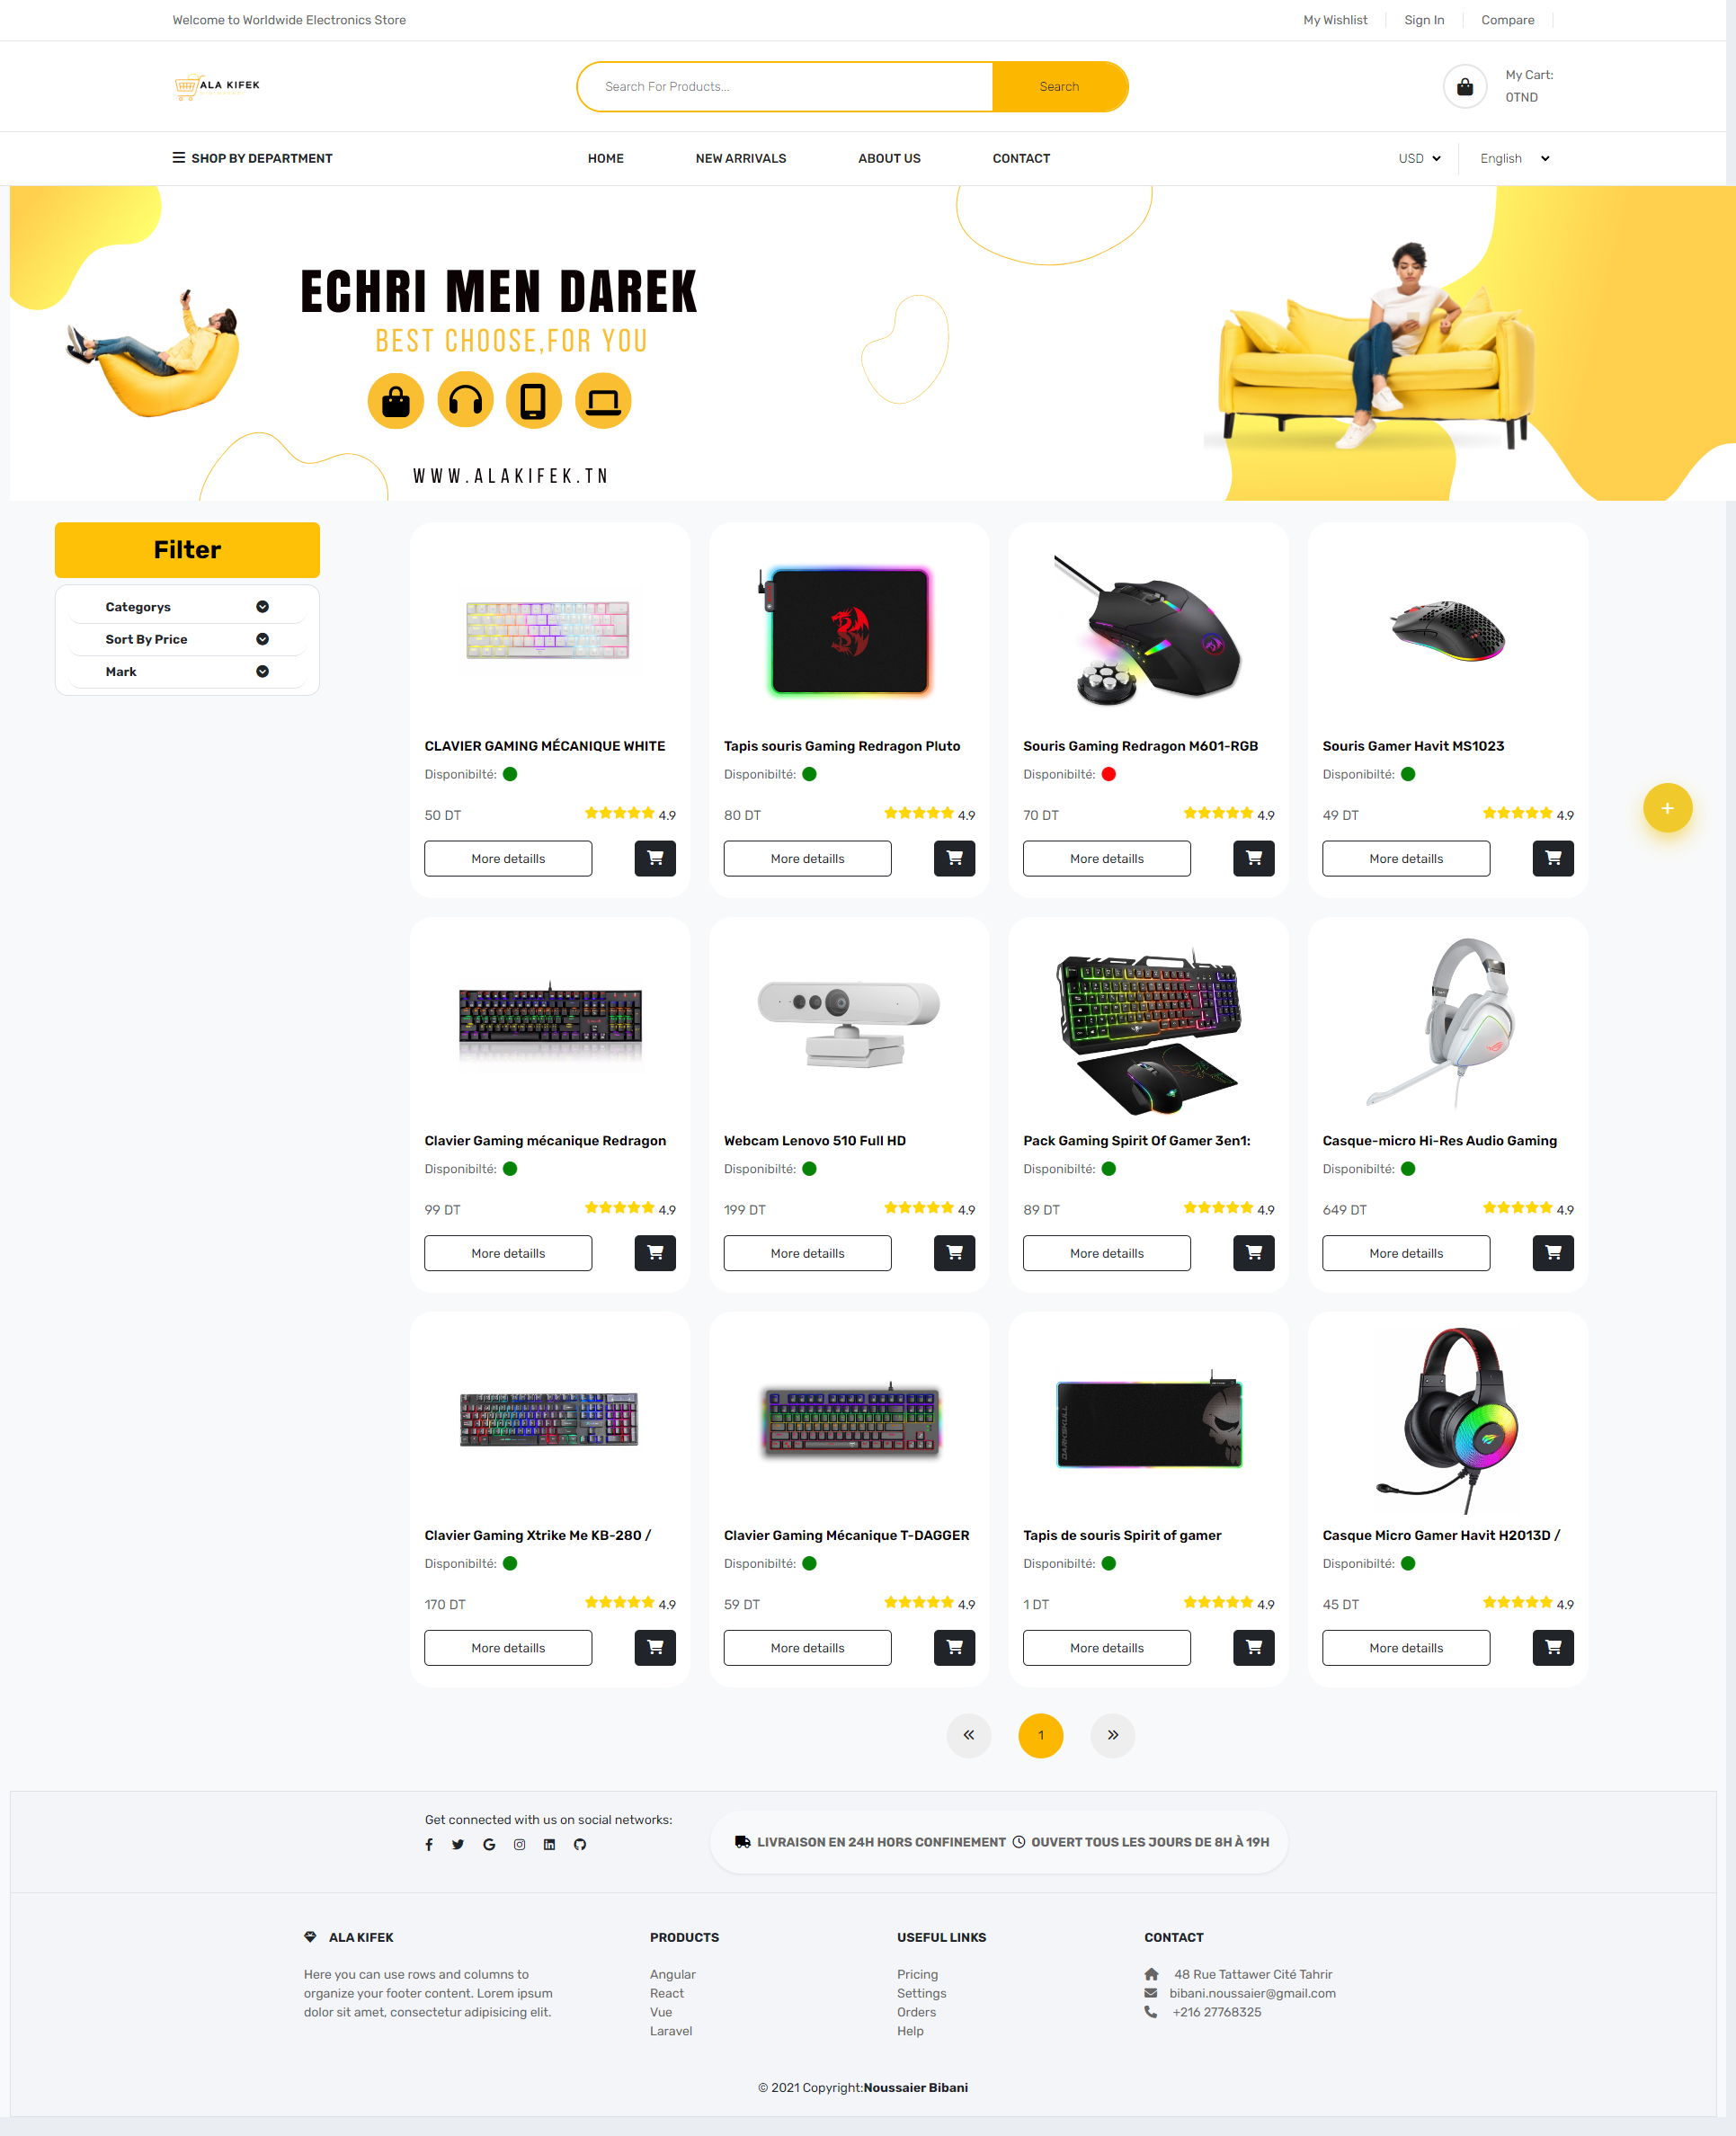 Welcome to Worldwide Electronics Store
My Wishlist
Sign In
Compare
ALA KIFEK
Search For Products...
Search
My Cart:
0TND
SHOP BY DEPARTMENT
HOME
NEW ARRIVALS
ABOUT US
CONTACT
USD
English
ECHRI MEN DAREK
BEST CHOOSE,FOR YOU
WWW.ALAKIFEK.TN
Filter
Categorys
Sort By Price
Mark
CLAVIER GAMING MÉCANIQUE WHITE
Disponibilté:
50 DT
4.9
More detaills
Tapis souris Gaming Redragon Pluto
Disponibilté:
80 DT
4.9
More detaills
Souris Gaming Redragon M601-RGB
Disponibilté:
70 DT
4.9
More detaills
Souris Gamer Havit MS1023
Disponibilté:
49 DT
4.9
More detaills
+
Clavier Gaming mécanique Redragon
Disponibilté:
99 DT
4.9
More detaills
Webcam Lenovo 510 Full HD
Disponibilté:
199 DT
4.9
More detaills
Pack Gaming Spirit Of Gamer 3en1:
Disponibilté:
89 DT
4.9
More detaills
Casque-micro Hi-Res Audio Gaming
Disponibilté:
649 DT
4.9
More detaills
Clavier Gaming Xtrike Me KB-280 /
Disponibilté:
170 DT
4.9
More detaills
Clavier Gaming Mécanique T-DAGGER
Disponibilté:
59 DT
4.9
More detaills
DARKSKULL
Tapis de souris Spirit of gamer
Disponibilté:
1 DT
4.9
More detaills
Casque Micro Gamer Havit H2013D /
Disponibilté:
45 DT
4.9
More detaills
«
1
»
Get connected with us on social networks:
LIVRAISON EN 24H HORS CONFINEMENT
OUVERT TOUS LES JOURS DE 8H À 19H
ALA KIFEK
Here you can use rows and columns to
organize your footer content. Lorem ipsum
dolor sit amet, consectetur adipisicing elit.
PRODUCTS
Angular
React
Vue
Laravel
USEFUL LINKS
Pricing
Settings
Orders
Help
CONTACT
48 Rue Tattawer Cité Tahrir
bibani.noussaier@gmail.com
+216 27768325
© 2021 Copyright:Noussaier Bibani